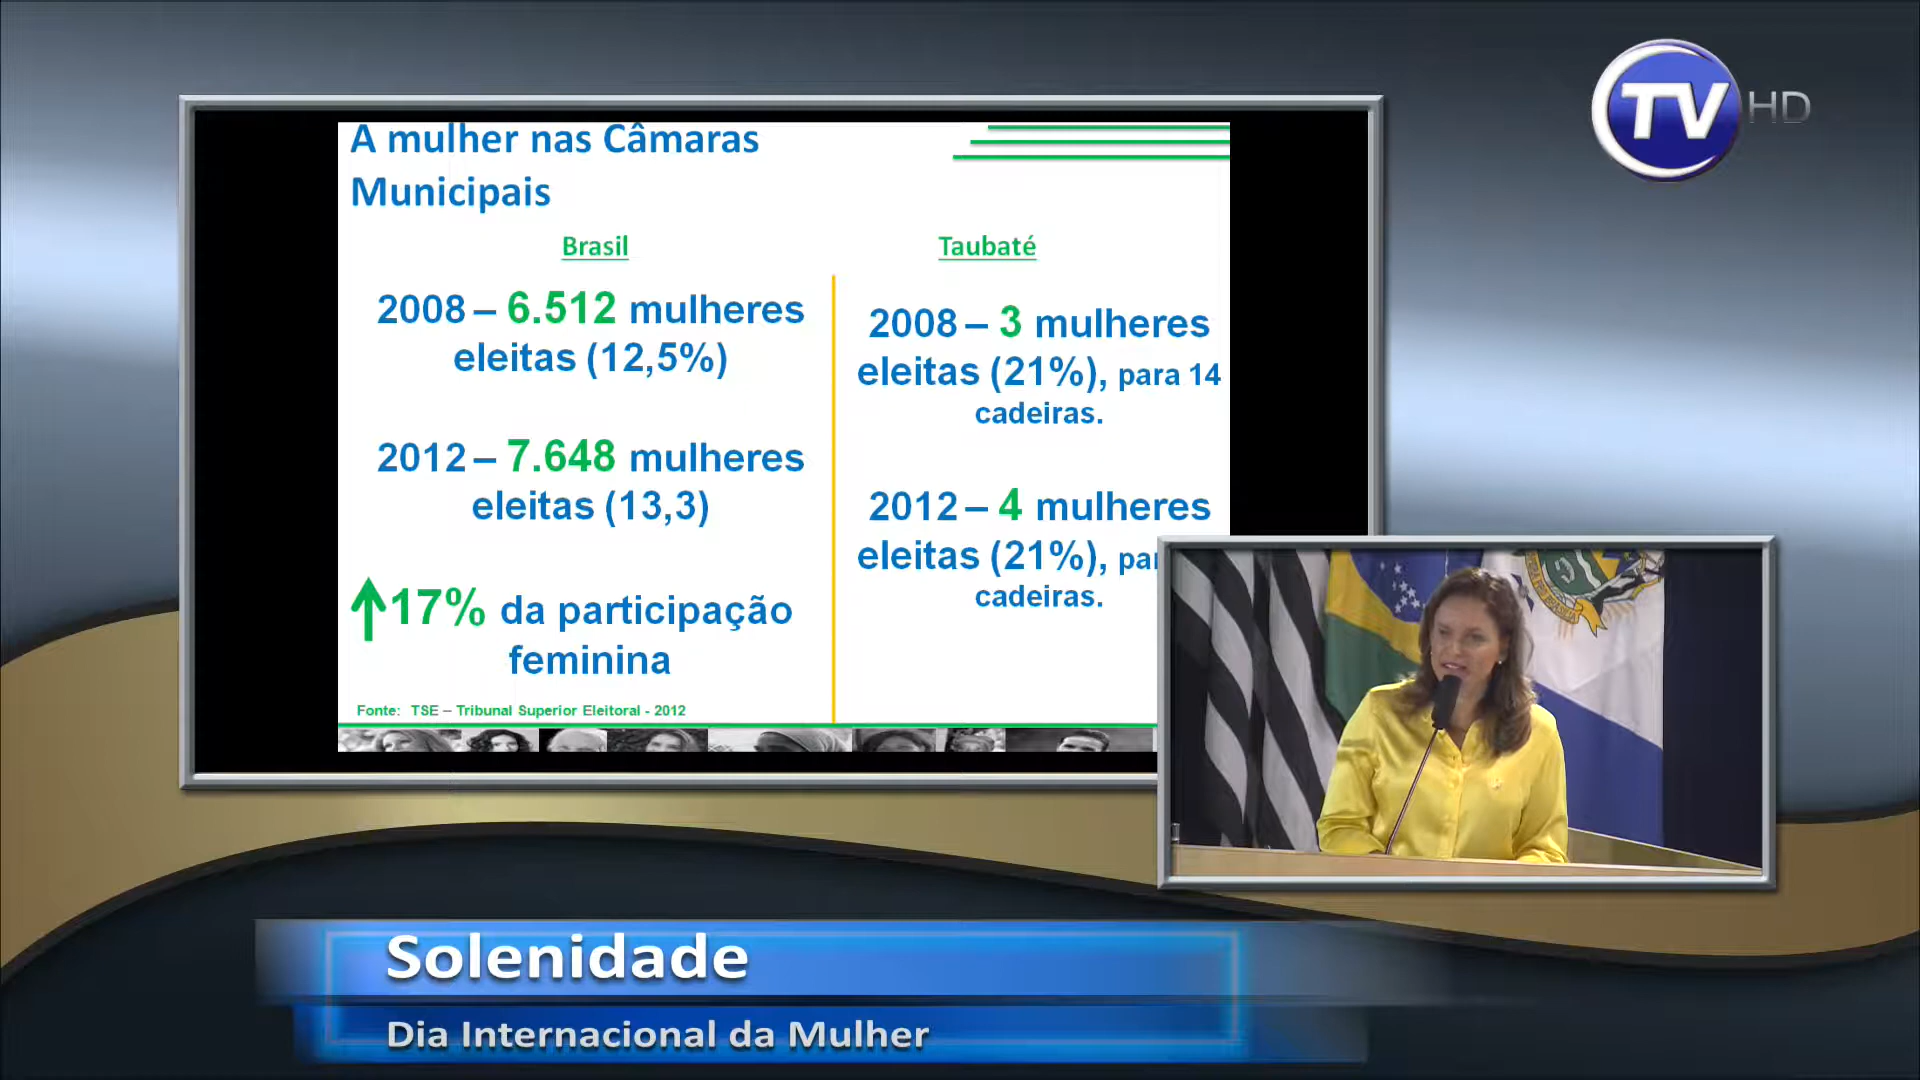 TV HD
A mulher nas Câmaras
Municipais
Brasil
2008 – 6.512 mulheres
eleitas (12,5%)
2012 – 7.648 mulheres
eleitas (13,3)
17% da participação
feminina
Fonte: TSE – Tribunal Superior Eleitoral - 2012
Taubaté
2008 – 3 mulheres
eleitas (21%), para 14
cadeiras.
2012 – 4 mulheres
eleitas (21%),
cadeiras.
Solenidade
Dia Internacional da Mulher